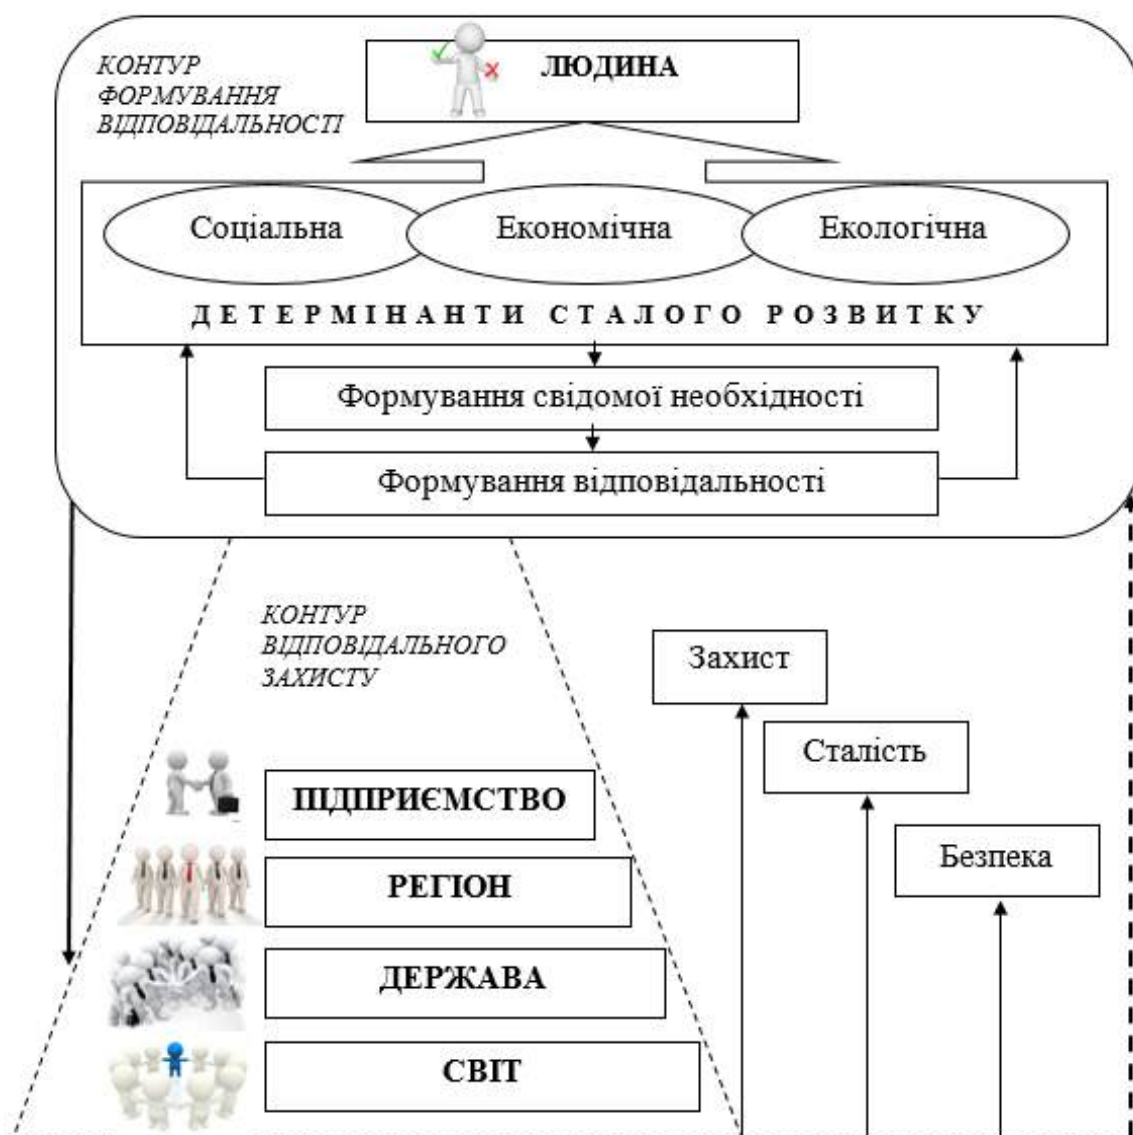 КОНТУР
ФОРМУВАННЯ
ВІДПОВІДАЛЬНОСТІ
ЛЮДИНА
Соціальна
Економічна
Екологічна
ДЕТЕРМІНАНТИ СТАЛОГО РОЗВИТКУ
Формування свідомої необхідності
Формування відповідальності
КОНТУР
ВІДПОВІДАЛЬНОГО
ЗАХИСТУ
Захист
Сталість
Безпека
ПІДПРИЄМСТВО
РЕГІОН
ДЕРЖАВА
СВІТ